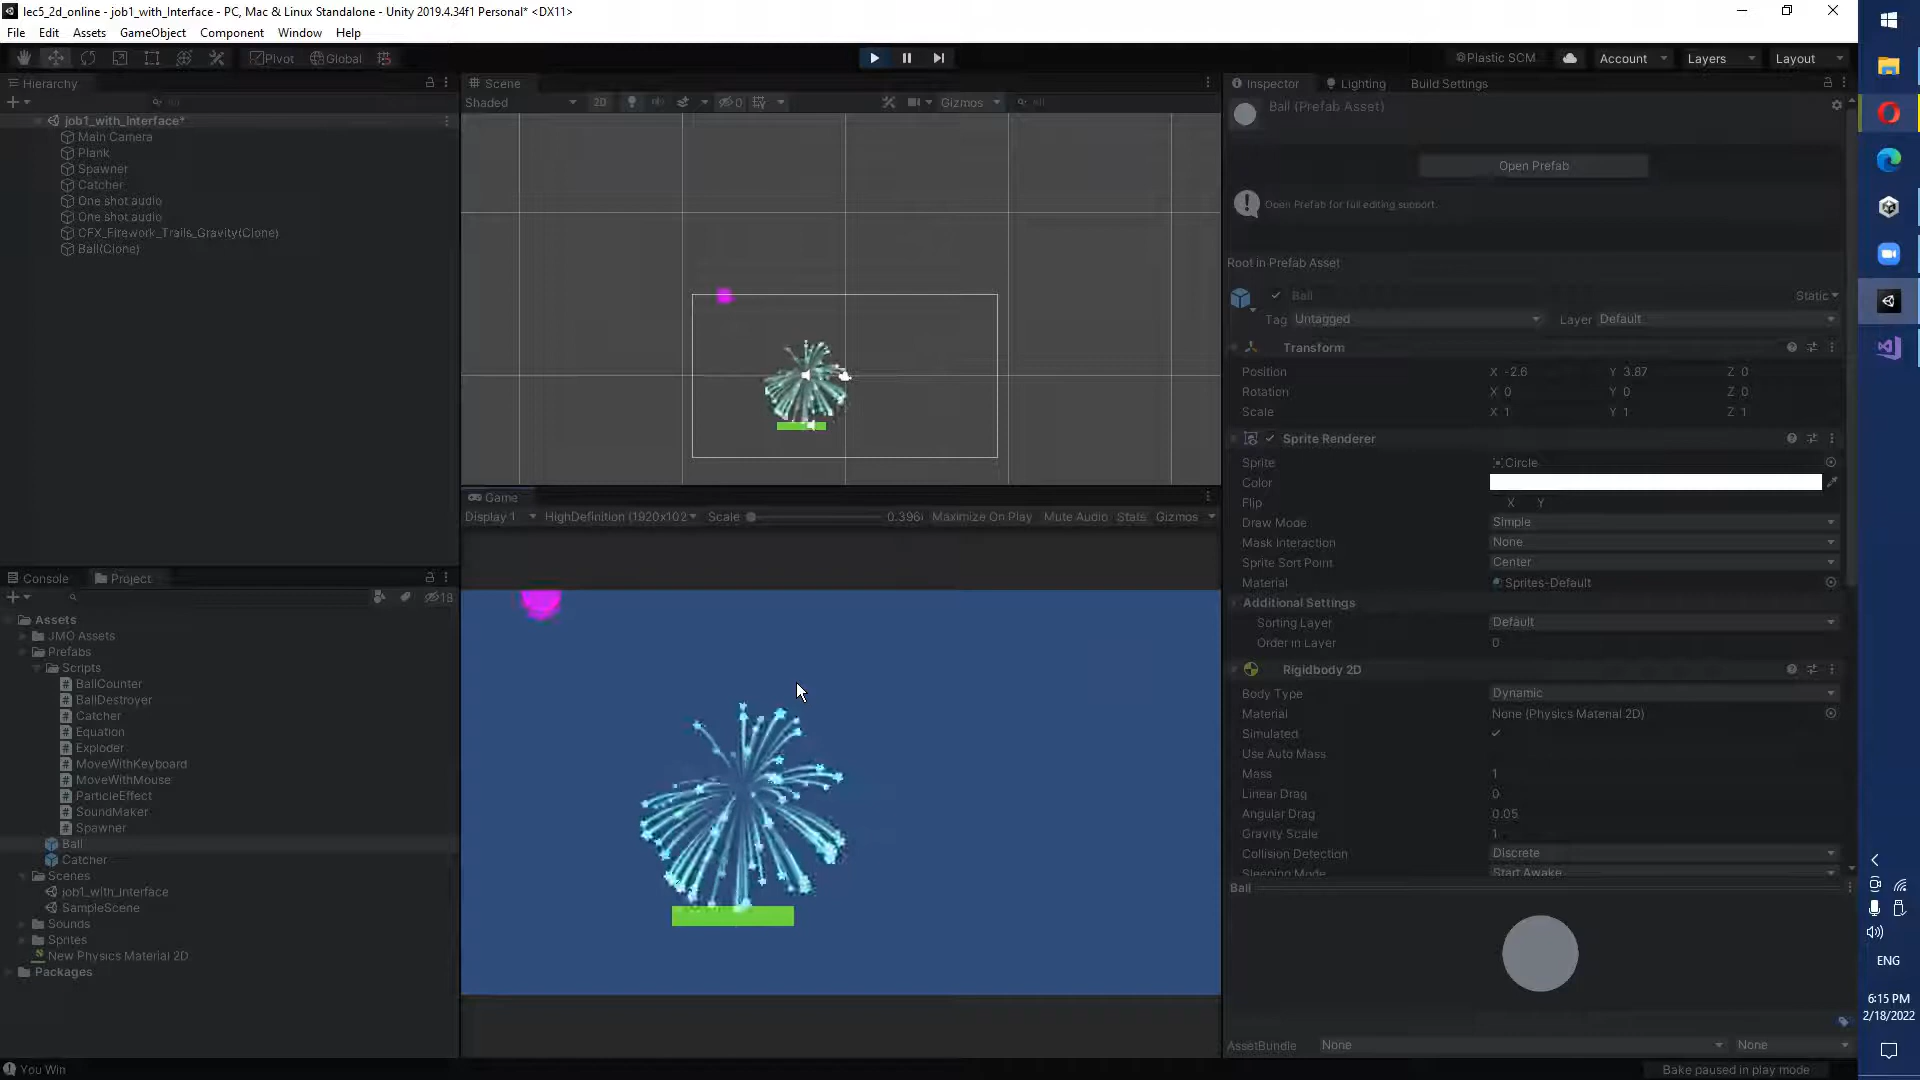 lec5_2d_online - job1_with_Interface - PC, Mac & Linux Standalone - Unity 2019.4.34f1 Personal* <DX11>
File Edit Assets GameObject Component Window Help
Pivot Global
Plastic SCM Account Layers Layout
Hierarchy
All
job1_with_Interface*
Main Camera
Plank
Spawner
Catcher
One shot audio
One shot audio
CFX_Firework_Trails_Gravity(Clone)
Ball(Clone)
Scene
Shaded 2D 0 Gizmos All
Game
Display 1 HighDefinition (1920x102 Scale 0.396 Maximize On Play Mute Audio Stats Gizmos
Console Project
18
Assets
JMO Assets
Prefabs
Scripts
BallCounter
BallDestroyer
Catcher
Equation
Exploder
MoveWithKeyboard
MoveWithMouse
ParticleEffect
SoundMaker
Spawner
Ball
Catcher
Scenes
job1_with_Interface
SampleScene
Sounds
Sprites
New Physics Material 2D
Packages
You Win
Inspector Lighting Build Settings
Ball (Prefab Asset)
Open Prefab
Open Prefab for full editing support.
Root in Prefab Asset
Ball Static
Tag Untagged Layer Default
Transform
Position X -2.6 Y 3.87 Z 0
Rotation X 0 Y 0 Z 0
Scale X 1 Y 1 Z 1
Sprite Renderer
Sprite Circle
Color
Flip X Y
Draw Mode Simple
Mask Interaction None
Sprite Sort Point Center
Material Sprites-Default
Additional Settings
Sorting Layer Default
Order in Layer 0
Rigidbody 2D
Body Type Dynamic
Material None (Physics Material 2D)
Simulated
Use Auto Mass
Mass 1
Linear Drag 0
Angular Drag 0.05
Gravity Scale 1
Collision Detection Discrete
Sleeping Mode Start Awake
Ball
AssetBundle None None
Bake paused in play mode
ENG
6:15 PM
2/18/2022